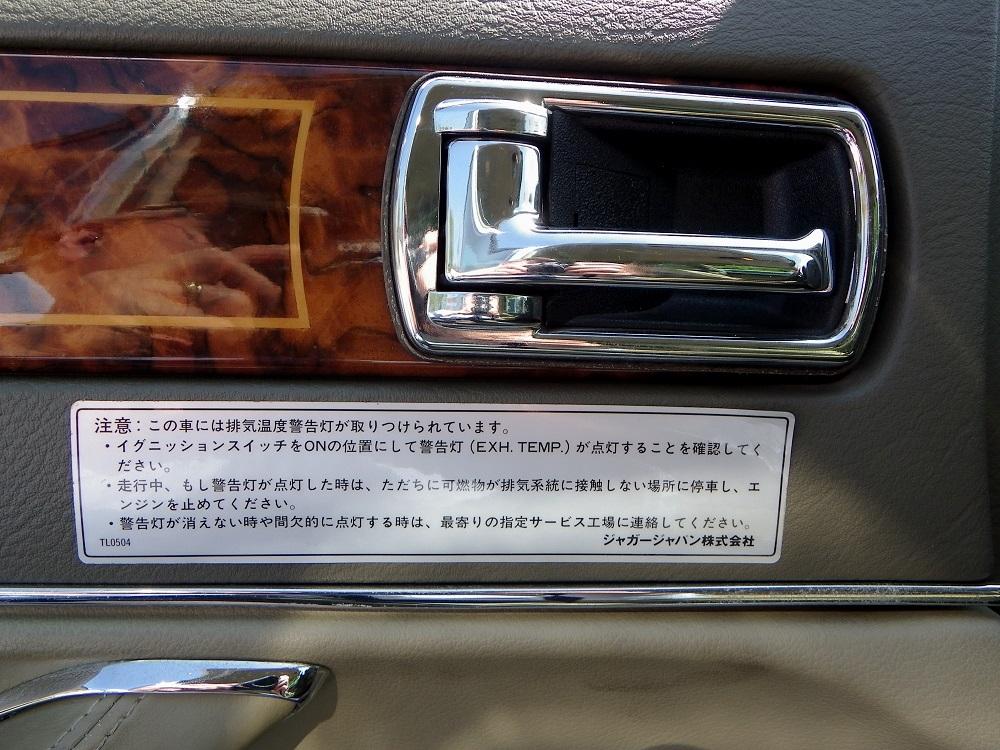 注意：この車には排気温度警告灯が取りつけられています。
・イグニッションスイッチをONの位置にして警告灯（EXH. TEMP.）が点灯することを確認してく
ださい。
・走行中、もし警告灯が点灯した時は、ただちに可燃物が排気系統に接触しない場所に停車し、エ
ンジンを止めてください。
・警告灯が消えない時や間欠的に点灯する時は、最寄りの指定サービス工場に連絡してください。
TL0504 ジャガージャパン株式会社